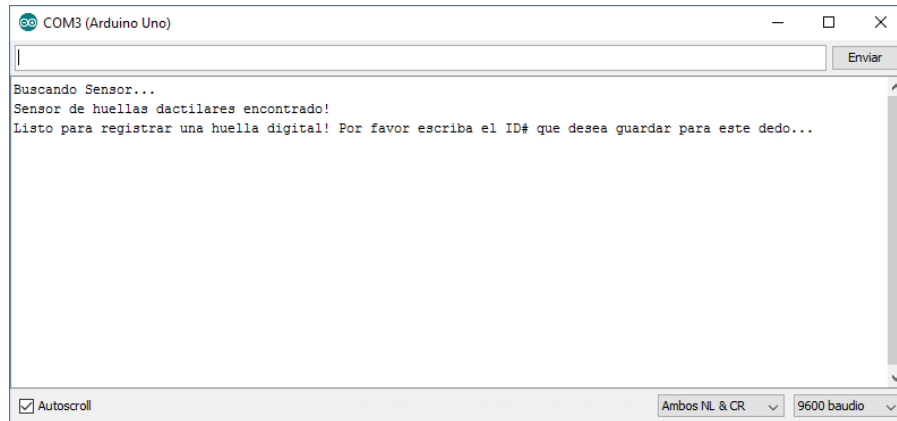 COM3 (Arduino Uno)
Enviar
Buscando Sensor...
Sensor de huellas dactilares encontrado!
Listo para registrar una huella digital! Por favor escriba el ID# que desea guardar para este dedo...
Autoscroll
Ambos NL & CR
9600 baudio